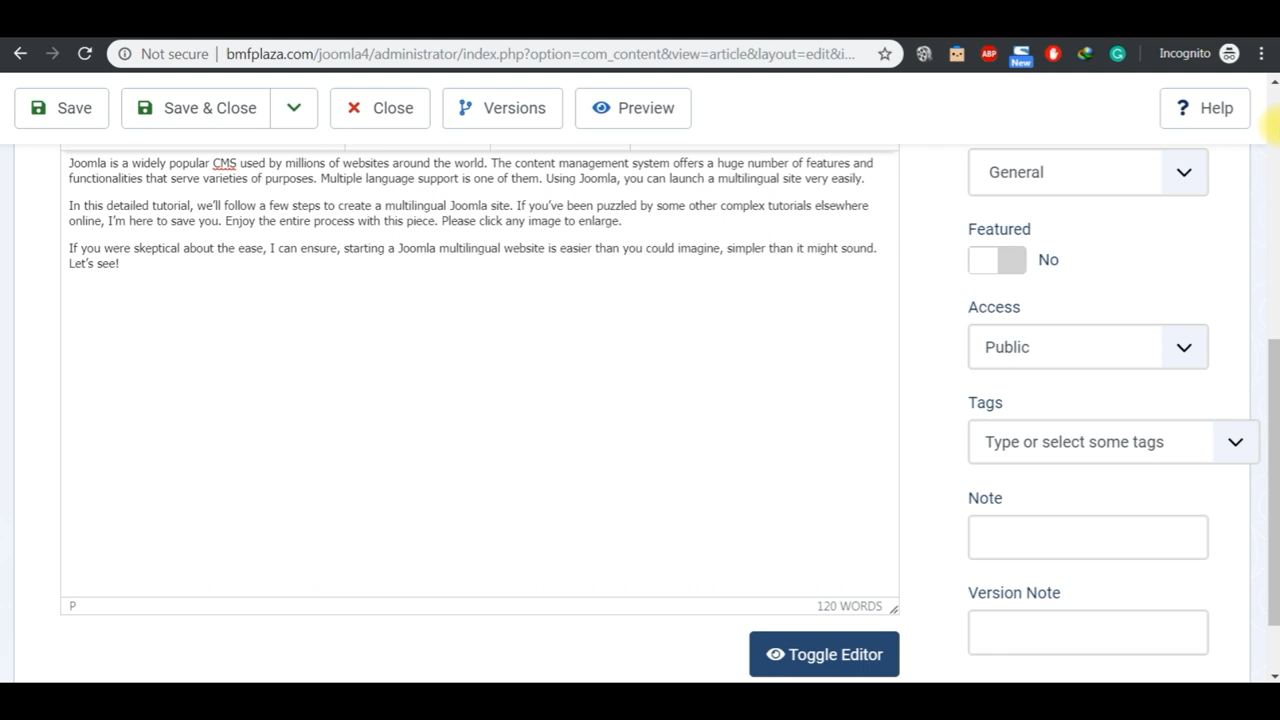 Not secure | bmfplaza.com/joomla4/administrator/index.php?option=com_content&view=article&layout=edit&i...
ABP
New
Incognito
Save
Save & Close
Close
Versions
Preview
? Help
Joomla is a widely popular CMS used by millions of websites around the world. The content management system offers a huge number of features and
functionalities that serve varieties of purposes. Multiple language support is one of them. Using Joomla, you can launch a multilingual site very easily.
In this detailed tutorial, we'll follow a few steps to create a multilingual Joomla site. If you've been puzzled by some other complex tutorials elsewhere
online, I'm here to save you. Enjoy the entire process with this piece. Please click any image to enlarge.
If you were skeptical about the ease, I can ensure, starting a Joomla multilingual website is easier than you could imagine, simpler than it might sound.
Let's see!
P
120 WORDS
Toggle Editor
General
Featured
No
Access
Public
Tags
Type or select some tags
Note
Version Note